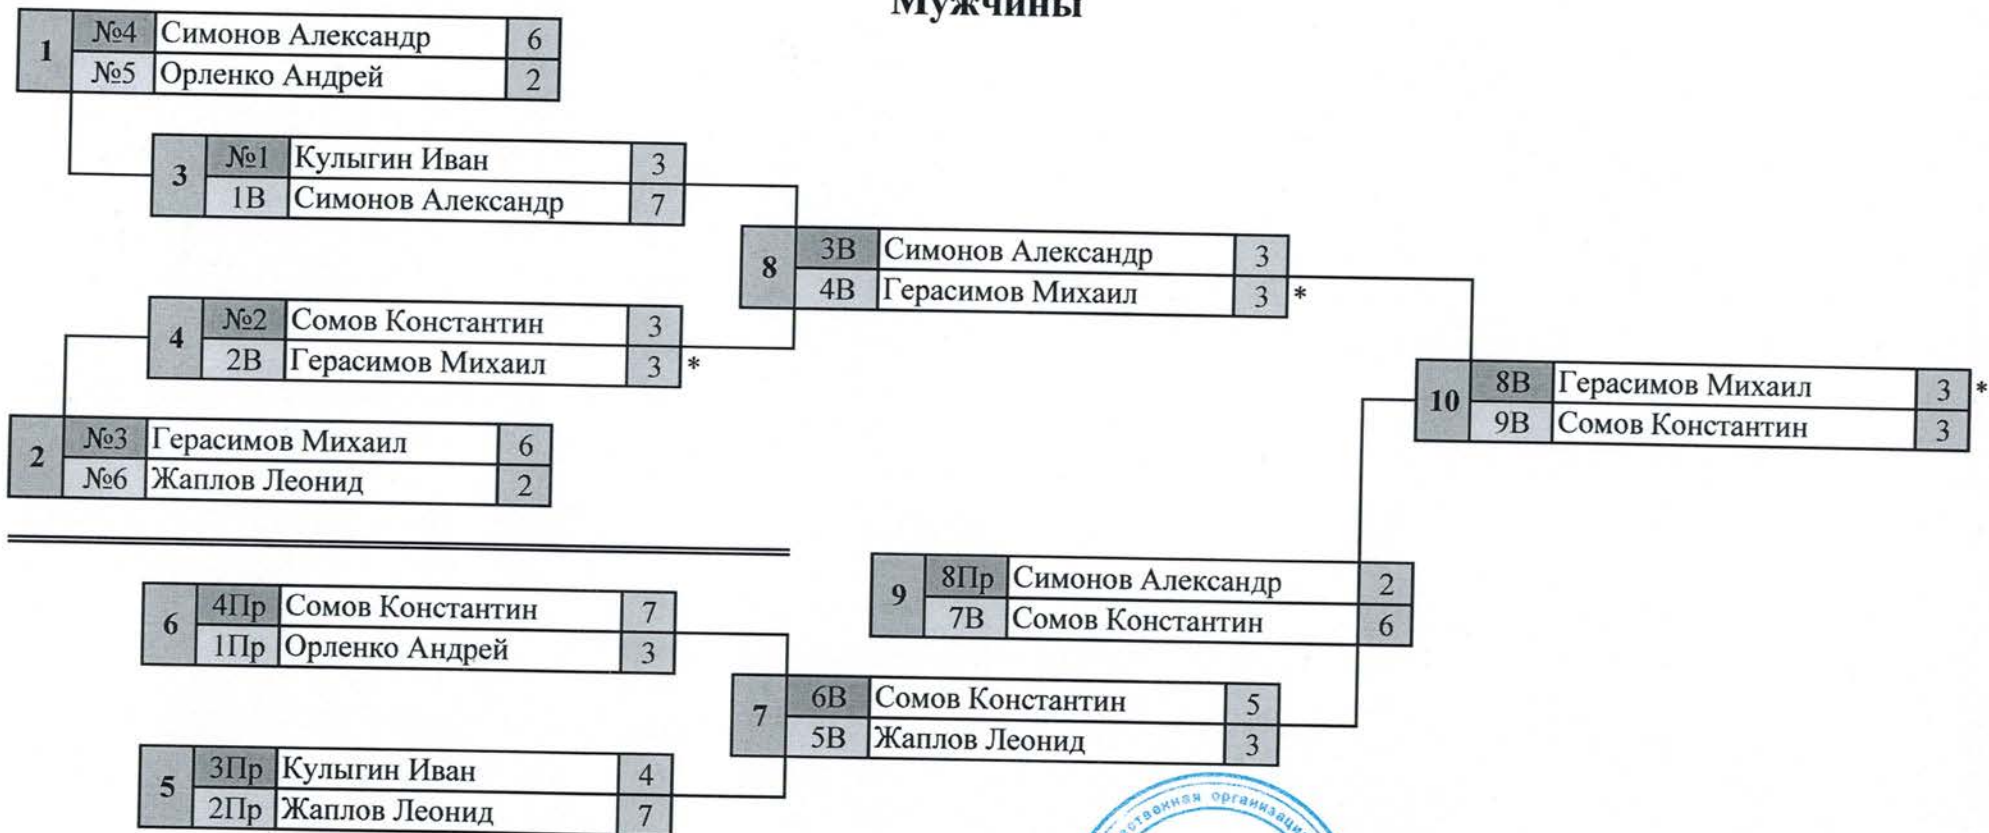 Мужчины
1
№4 Симонов Александр 6
№5 Орленко Андрей 2
3
№1 Кулыгин Иван 3
1В Симонов Александр 7
8
3В Симонов Александр 3
4В Герасимов Михаил 3 *
4
№2 Сомов Константин 3
2В Герасимов Михаил 3 *
10
8В Герасимов Михаил 3 *
9В Сомов Константин 3
2
№3 Герасимов Михаил 6
№6 Жаплов Леонид 2
9
8Пр Симонов Александр 2
7В Сомов Константин 6
6
4Пр Сомов Константин 7
1Пр Орленко Андрей 3
7
6В Сомов Константин 5
5В Жаплов Леонид 3
5
3Пр Кулыгин Иван 4
2Пр Жаплов Леонид 7